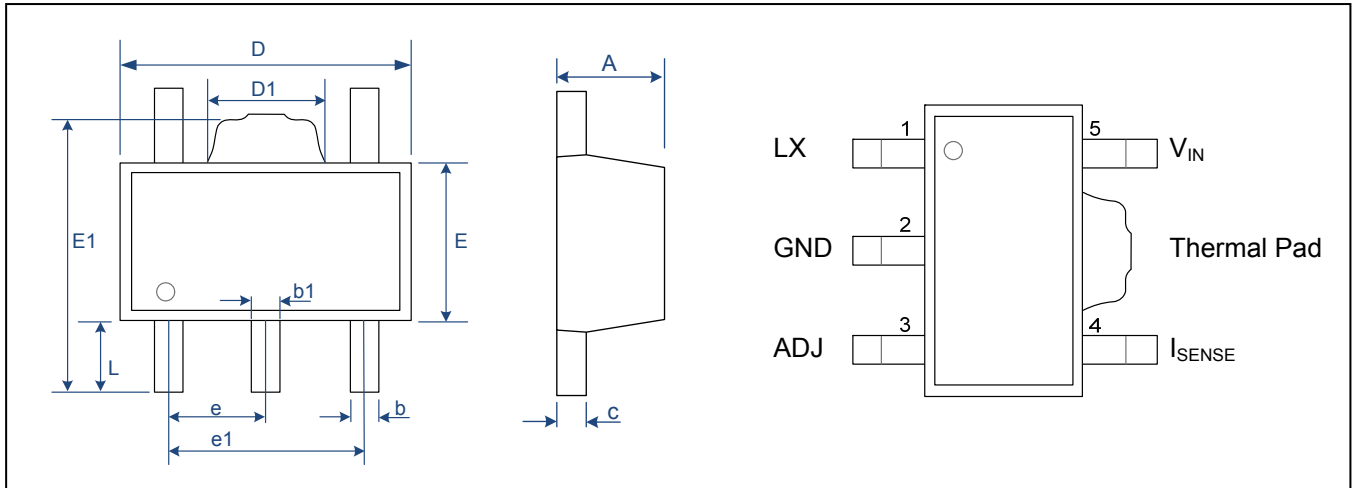 D
D1
E1
E
b1
L
e
b
e1
A
c
LX
1
5
VIN
GND
2
Thermal Pad
ADJ
3
4
ISENSE